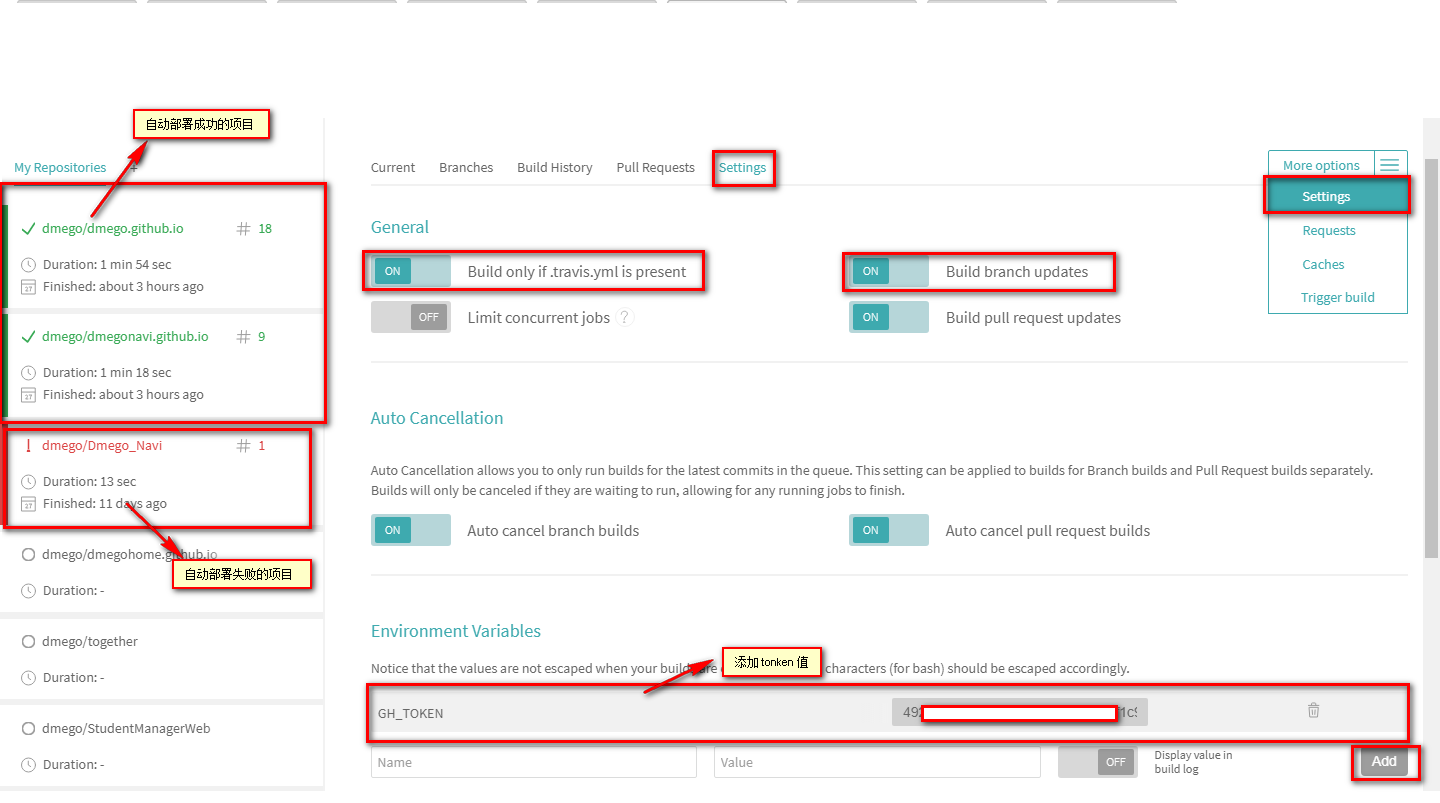 自动部署成功的项目
My Repositories +
dmego/dmego.github.io # 18
Duration: 1 min 54 sec
Finished: about 3 hours ago
dmego/dmegonavi.github.io # 9
Duration: 1 min 18 sec
Finished: about 3 hours ago
dmego/Dmego_Navi # 1
Duration: 13 sec
Finished: 11 days ago
dmego/dmegohome.github.io
自动部署失败的项目
Duration: -
dmego/together
Duration: -
dmego/StudentManagerWeb
Duration: -
Current Branches Build History Pull Requests Settings
More options
Settings
Requests
Caches
Trigger build
General
ON Build only if .travis.yml is present
ON Build branch updates
OFF Limit concurrent jobs ?
ON Build pull request updates
Auto Cancellation
Auto Cancellation allows you to only run builds for the latest commits in the queue. This setting can be applied to builds for Branch builds and Pull Request builds separately.
Builds will only be canceled if they are waiting to run, allowing for any running jobs to finish.
ON Auto cancel branch builds
ON Auto cancel pull request builds
Environment Variables
添加tonken 值
Notice that the values are not escaped when your builds are characters (for bash) should be escaped accordingly.
GH_TOKEN 492 1c9
Name Value OFF Display value in
build log
Add